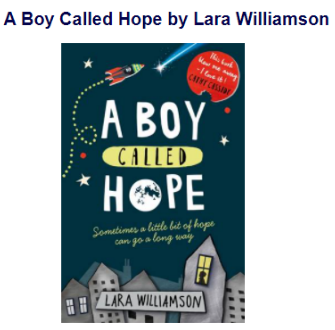 A Boy Called Hope by Lara Williamson
This book
blew me away
- I love it!
CATHY CASSIDY
A BOY
CALLED
HOPE
Sometimes a little bit of hope
can go a long way
LARA WILLIAMSON